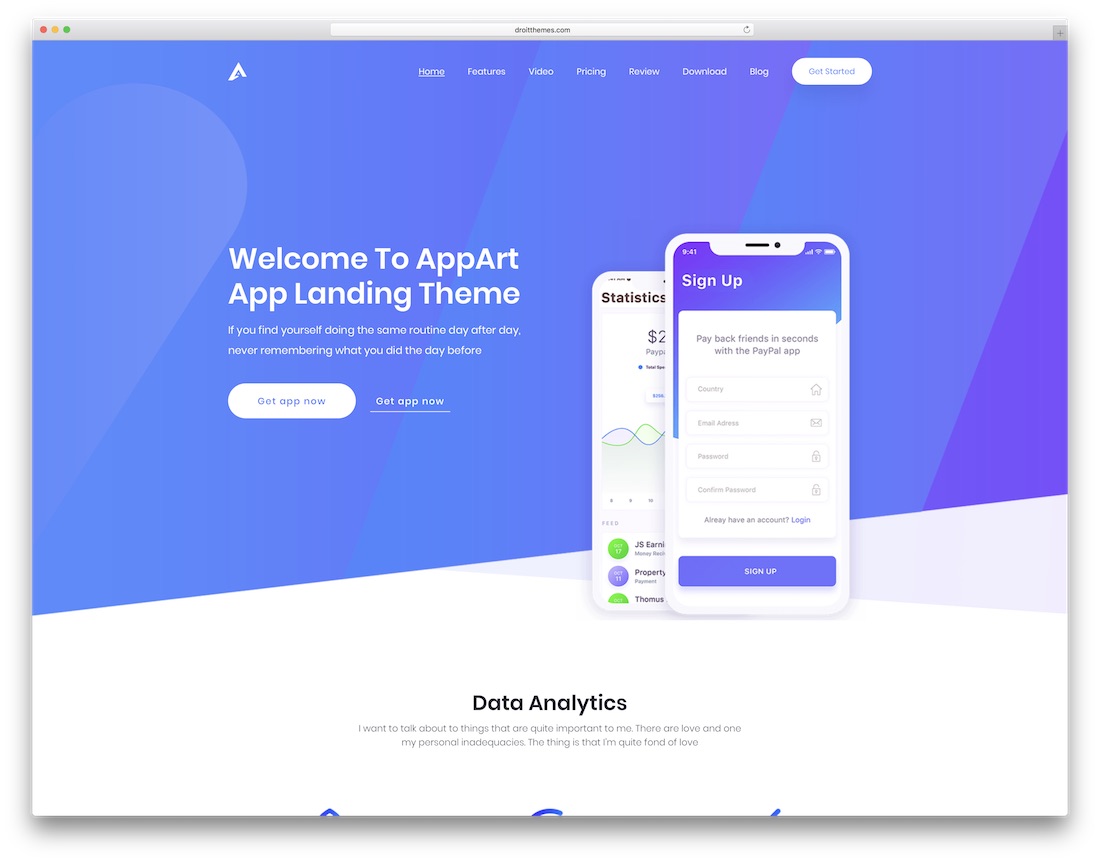 droitthemes.com
Home Features Video Pricing Review Download Blog Get Started
Welcome To AppArt
App Landing Theme
If you find yourself doing the same routine day after day,
never remembering what you did the day before
Get app now Get app now
Statistics
$2
Total Spe
6 8 10
FEED
OCT
17
JS Earni
Money Reci
OCT
11
Property
Payment
OCT
Thomus
9:41
Sign Up
Pay back friends in seconds
with the PayPal app
Country
Email Adress
Password
Confirm Password
Alreay have an account? Login
SIGN UP
Data Analytics
I want to talk about to things that are quite important to me. There are love and one
my personal inadequacies. The thing is that I'm quite fond of love